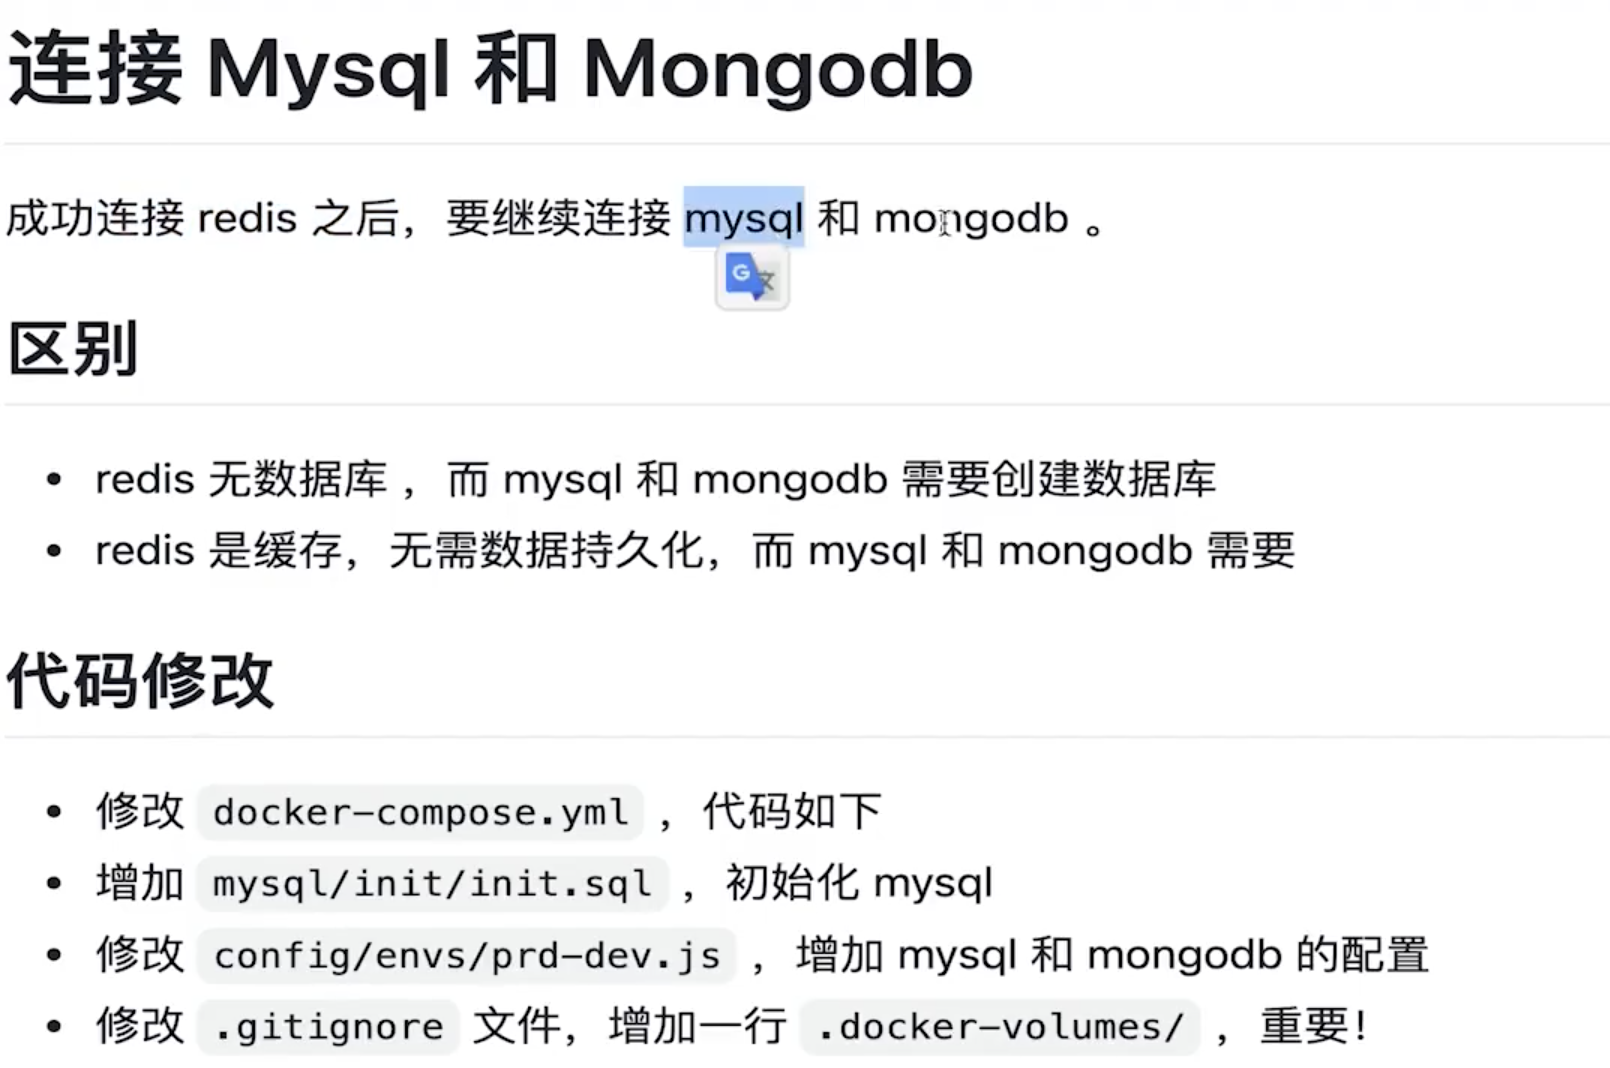 连接 Mysql 和 Mongodb
成功连接 redis 之后，要继续连接 mysql 和 mongodb 。
G 文
区别
• redis 无数据库 ，而 mysql 和 mongodb 需要创建数据库
• redis 是缓存，无需数据持久化，而 mysql 和 mongodb 需要
代码修改
• 修改 docker-compose.yml ，代码如下
• 增加 mysql/init/init.sql ，初始化 mysql
• 修改 config/envs/prd-dev.js ，增加 mysql 和 mongodb 的配置
• 修改 .gitignore 文件，增加一行 .docker-volumes/ ，重要！